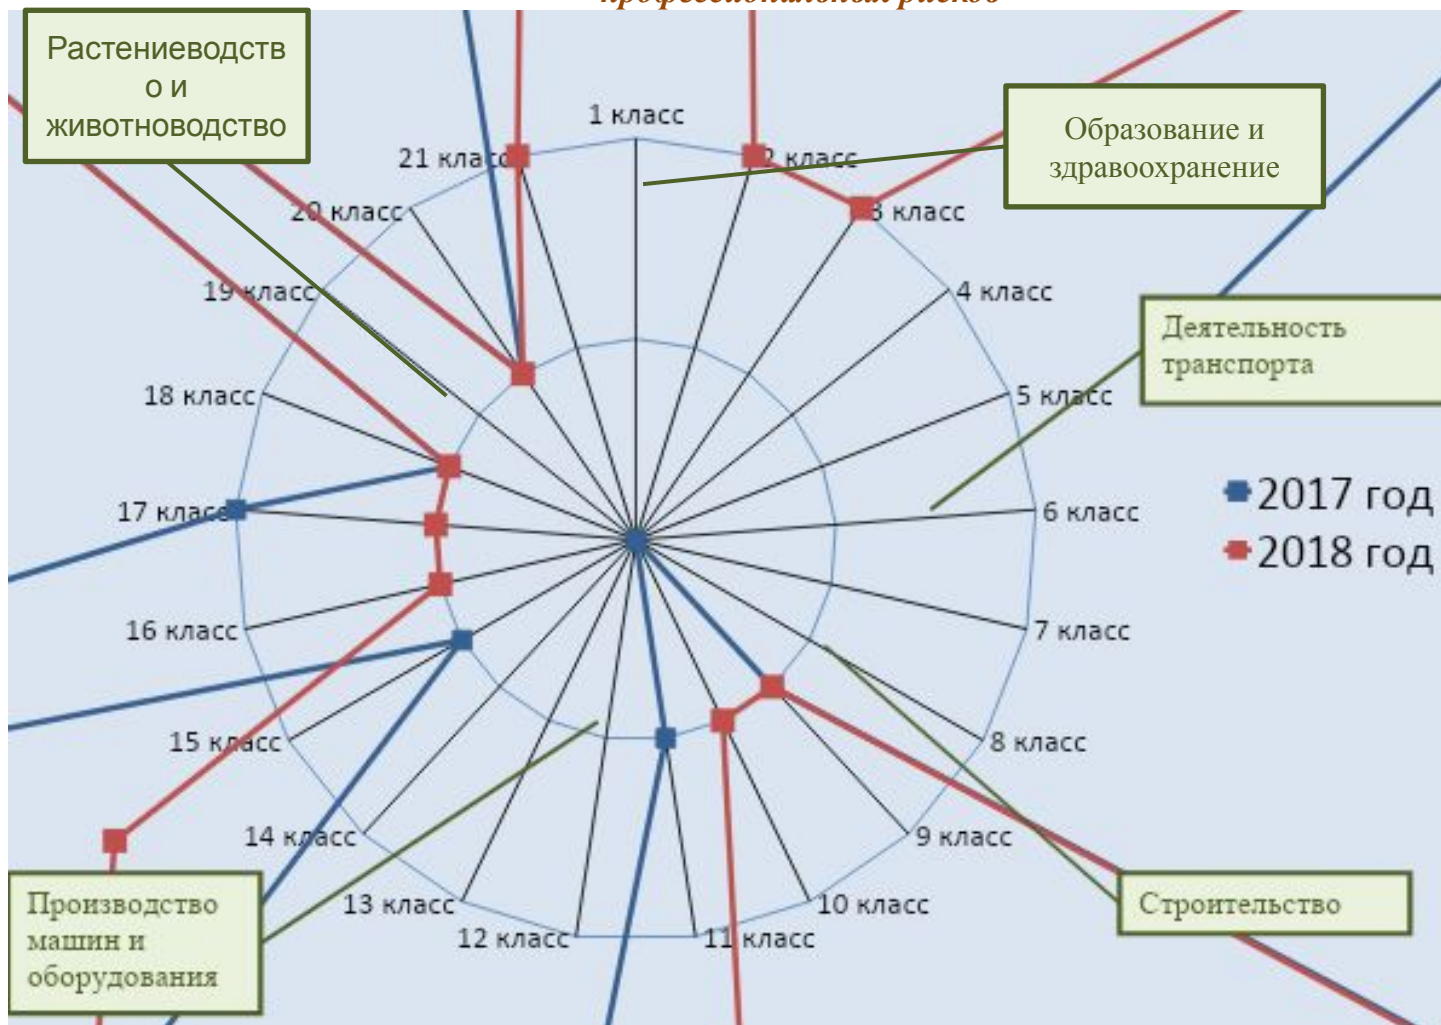 профессиональных рисков
Растениеводств
о и
животноводство
Образование и
здравоохранение
Деятельность
транспорта
Строительство
Производство
машин и
оборудования
1 класс
2 класс
3 класс
4 класс
5 класс
6 класс
7 класс
8 класс
9 класс
10 класс
11 класс
12 класс
13 класс
14 класс
15 класс
16 класс
17 класс
18 класс
19 класс
20 класс
21 класс
2017 год
2018 год